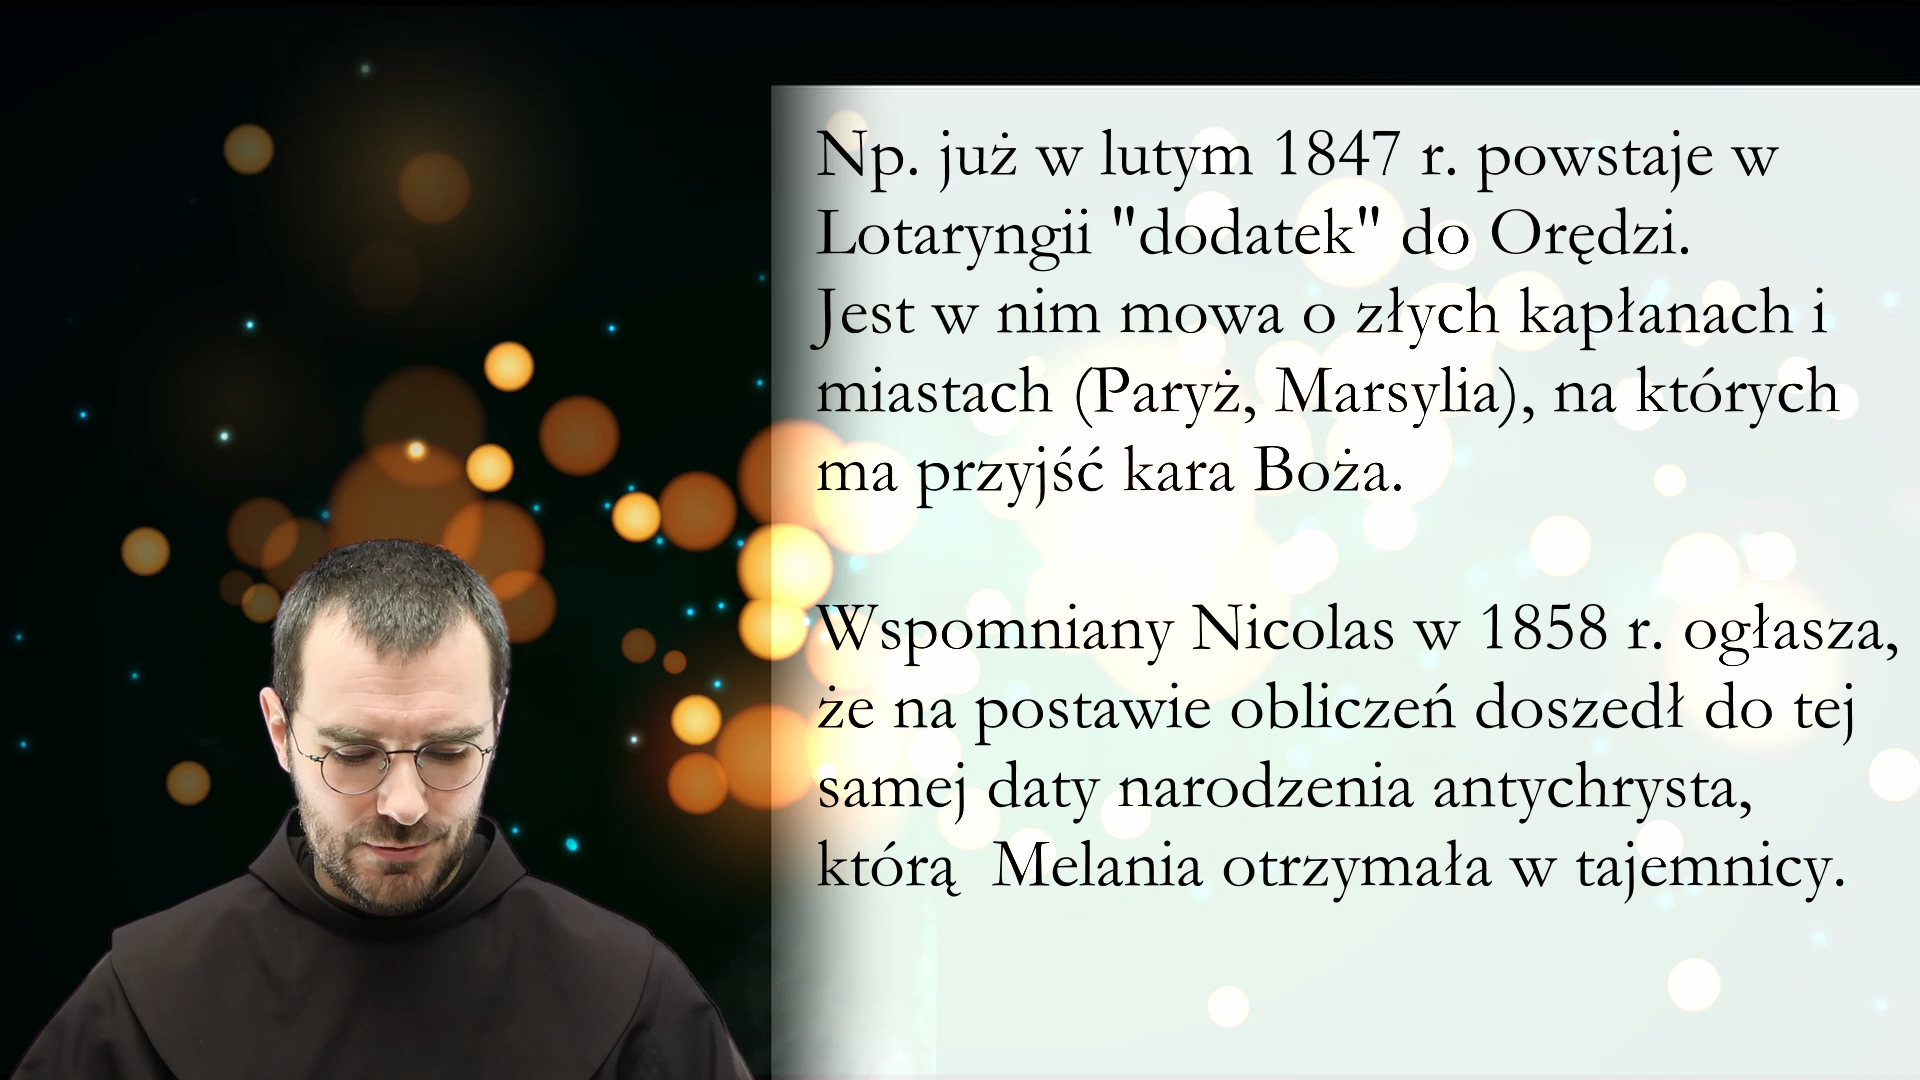 Np. już w lutym 1847 r. powstaje w
Lotaryngii "dodatek" do Orędzi.
Jest w nim mowa o złych kapłanach i
miastach (Paryż, Marsylia), na których
ma przyjść kara Boża.
Wspomniany Nicolas w 1858 r. ogłasza,
że na postawie obliczeń doszedł do tej
samej daty narodzenia antychrysta,
którą  Melania otrzymała w tajemnicy.